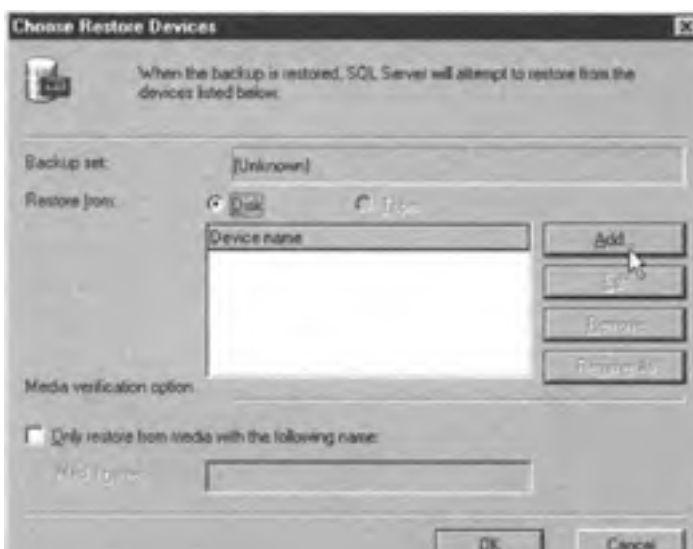 Choose Restore Devices
When the backup is restored, SQL Server will attempt to restore from the
devices listed below.
Backup set:
(Unknown)
Restore from:
Disk
Device name
Add...
Remove
Media verification option
Only restore from media with the following name:
OK
Cancel